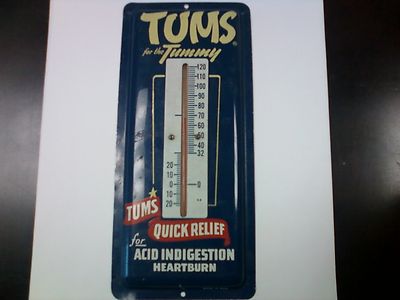 TUMS
for the Tummy
120
110
100
90
80
70
60
50
40
32
20
10
0
10
20
0
TUMS
QUICK RELIEF
for
ACID INDIGESTION
HEARTBURN